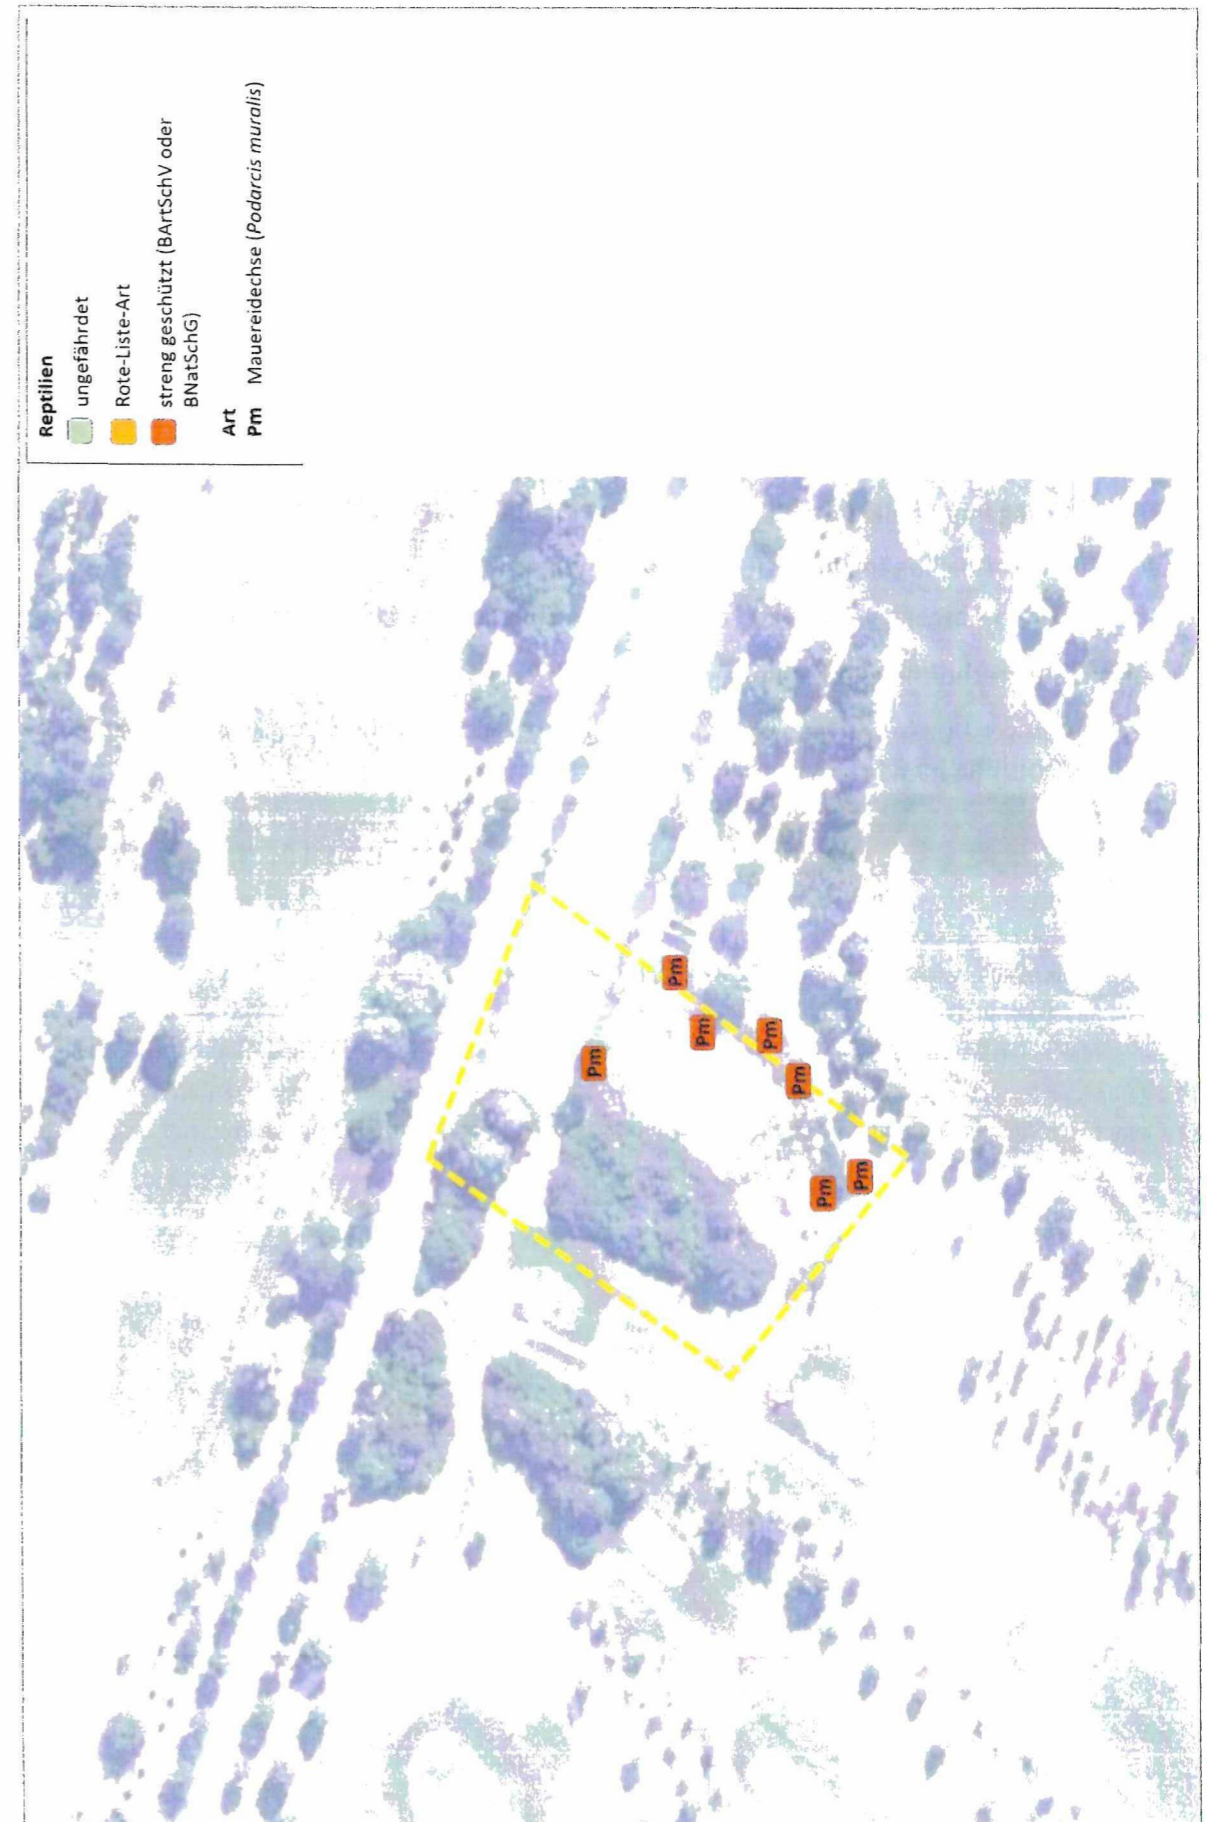 Reptilien
ungefährdet
Rote-Liste-Art
streng geschützt (BArtSchV oder
BNatSchG)
Art
Pm Mauereidechse (Podarcis muralis)
Pm
Pm
Pm
Pm
Pm
Pm
Pm